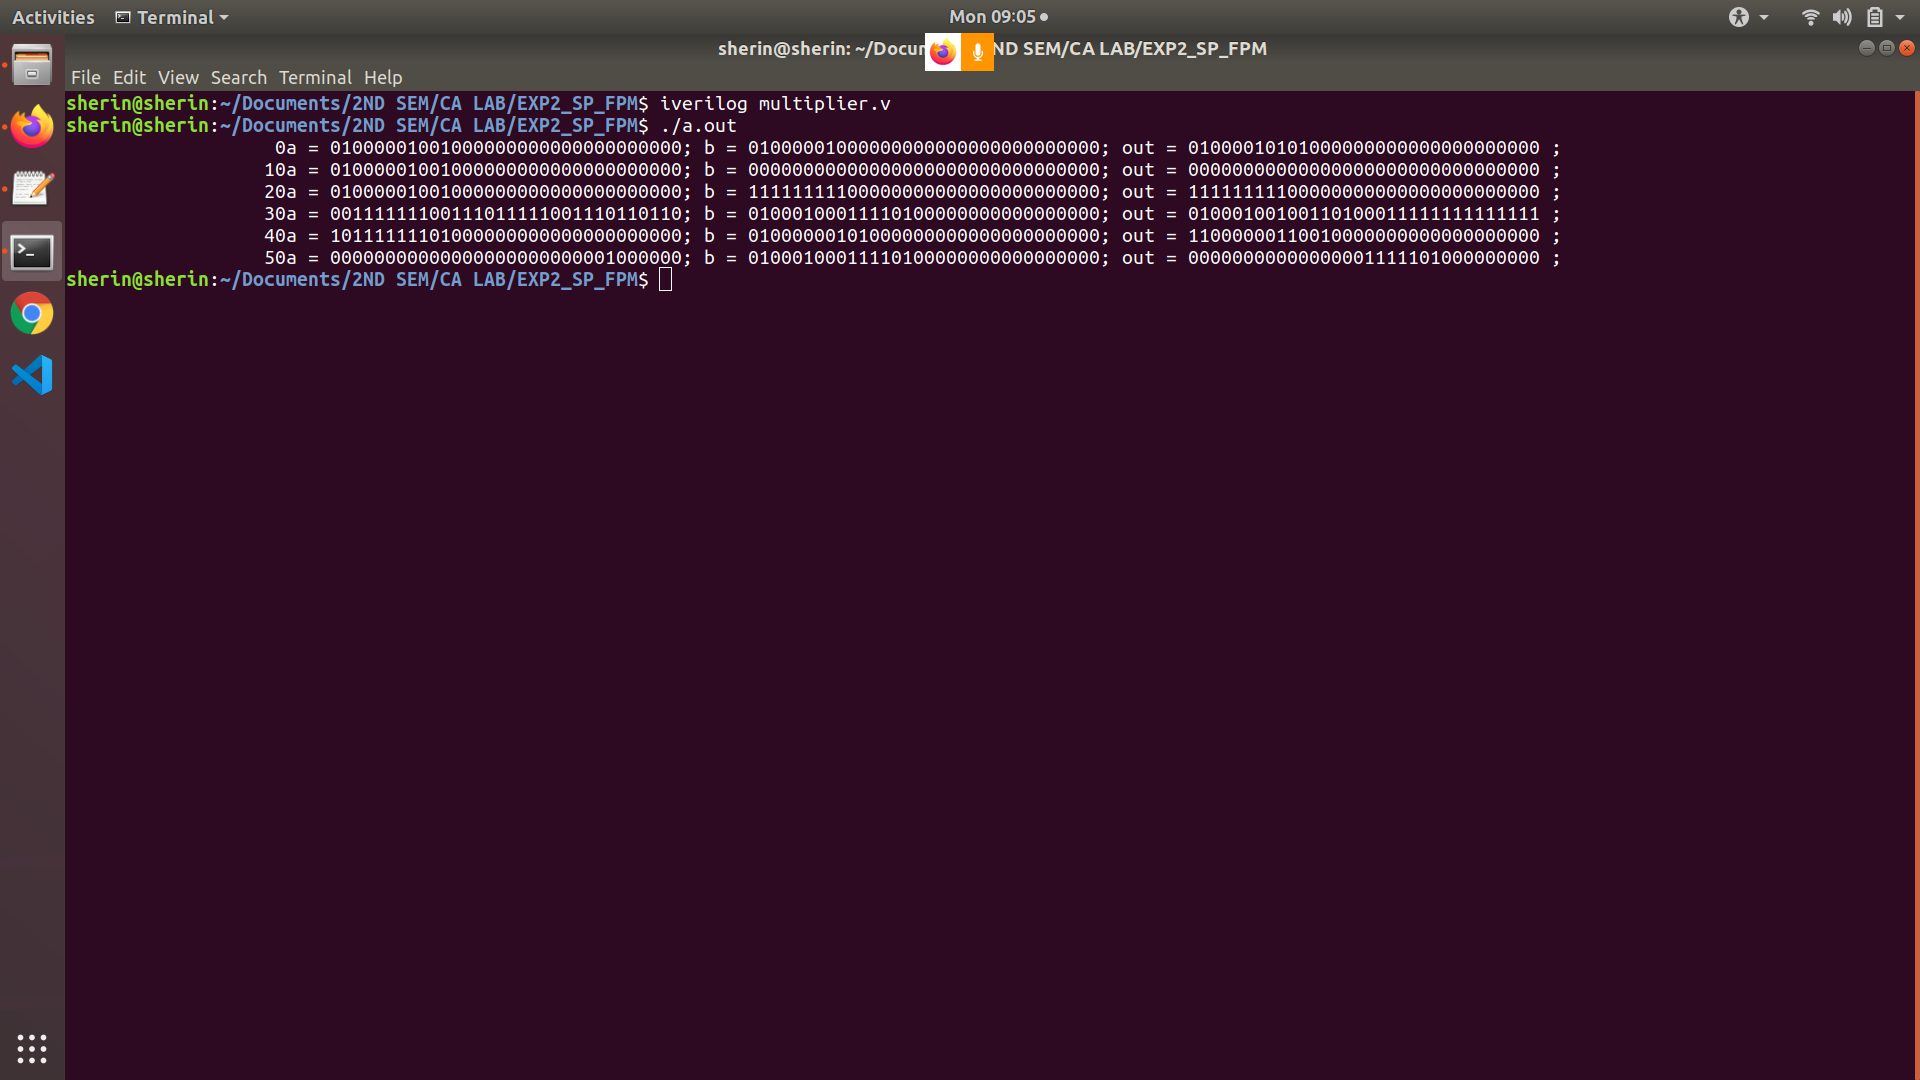 Activities Terminal Mon 09:05
sherin@sherin: ~/Docu ND SEM/CA LAB/EXP2_SP_FPM
File Edit View Search Terminal Help
sherin@sherin:~/Documents/2ND SEM/CA LAB/EXP2_SP_FPM$ iverilog multiplier.v
sherin@sherin:~/Documents/2ND SEM/CA LAB/EXP2_SP_FPM$ ./a.out
0a = 01000001001000000000000000000000; b = 01000001000000000000000000000000; out = 01000010101000000000000000000000 ;
10a = 01000001001000000000000000000000; b = 00000000000000000000000000000000; out = 00000000000000000000000000000000 ;
20a = 01000001001000000000000000000000; b = 11111111100000000000000000000000; out = 11111111100000000000000000000000 ;
30a = 00111111100111011111001110110110; b = 01000100011110100000000000000000; out = 01000100100110100011111111111111 ;
40a = 10111111101000000000000000000000; b = 01000000101000000000000000000000; out = 11000000110010000000000000000000 ;
50a = 00000000000000000000000001000000; b = 01000100011110100000000000000000; out = 00000000000000001111101000000000 ;
sherin@sherin:~/Documents/2ND SEM/CA LAB/EXP2_SP_FPM$